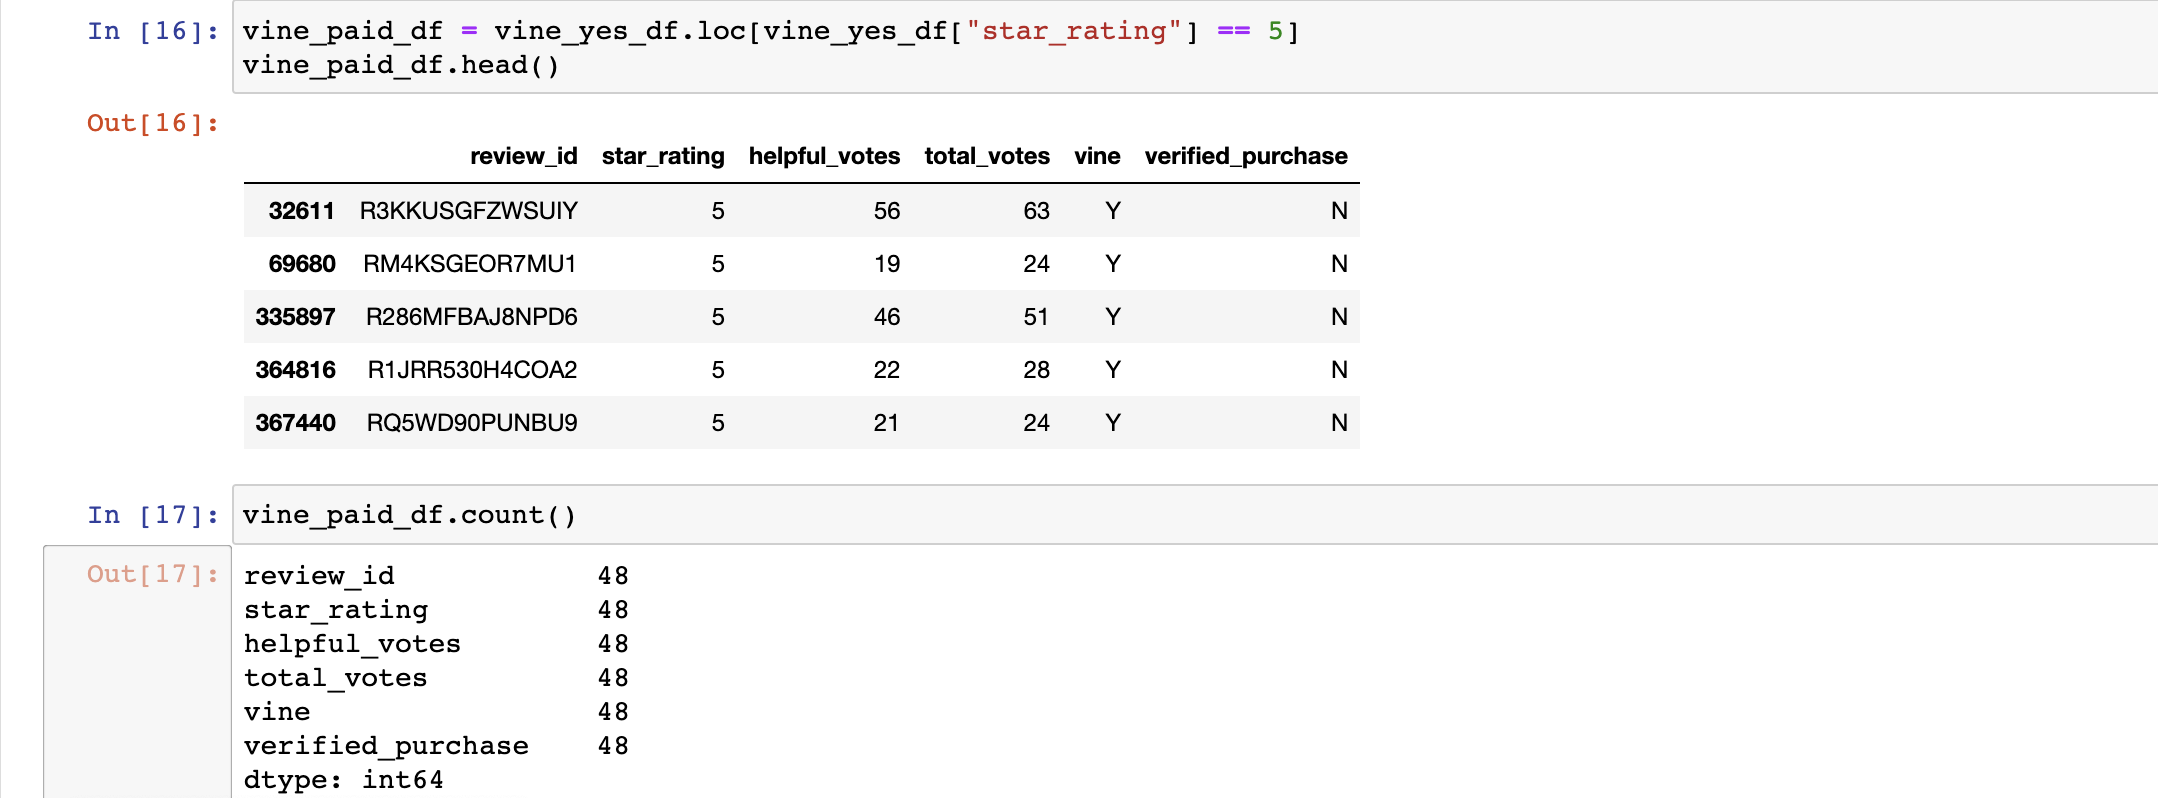 In [16]: vine_paid_df = vine_yes_df.loc[vine_yes_df["star_rating"] == 5]
vine_paid_df.head()
Out[16]:
review_id star_rating helpful_votes total_votes vine verified_purchase
32611 R3KKUSGFZWSUIY 5 56 63 Y N
69680 RM4KSGEOR7MU1 5 19 24 Y N
335897 R286MFBAJ8NPD6 5 46 51 Y N
364816 R1JRR530H4COA2 5 22 28 Y N
367440 RQ5WD90PUNBU9 5 21 24 Y N
In [17]: vine_paid_df.count()
Out[17]: review_id 48
star_rating 48
helpful_votes 48
total_votes 48
vine 48
verified_purchase 48
dtype: int64